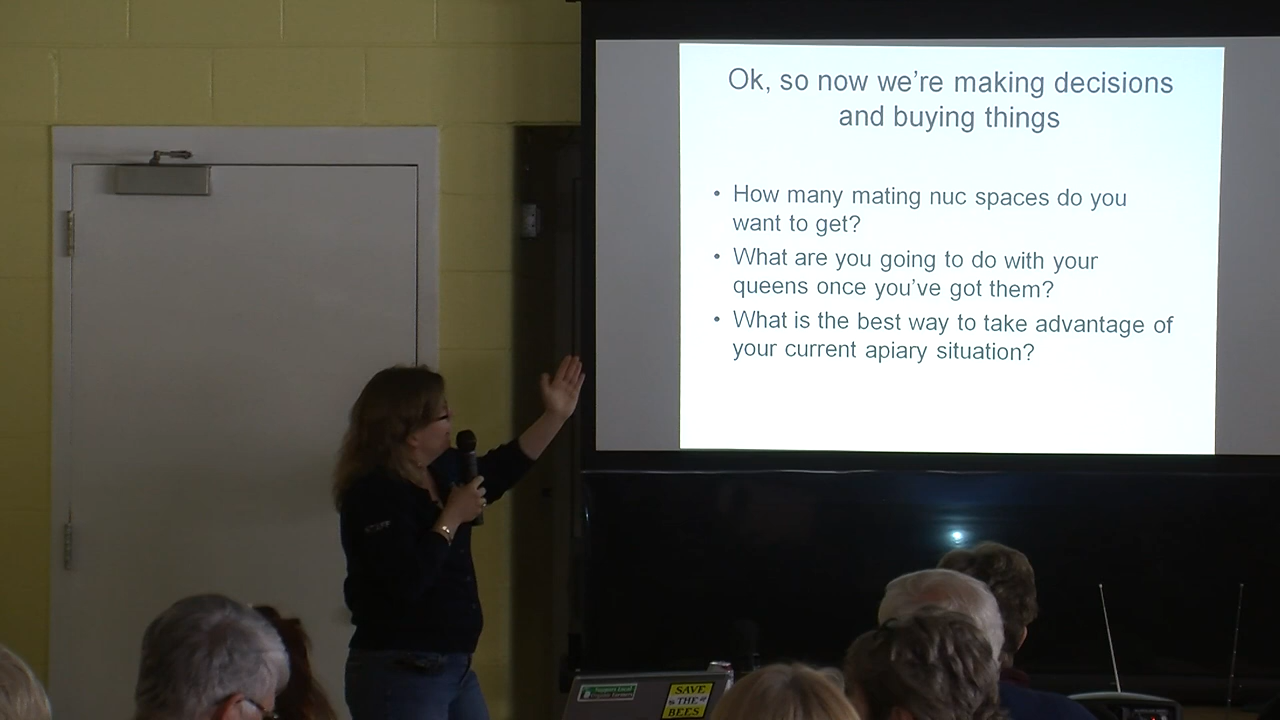 Ok, so now we're making decisions
and buying things
• How many mating nuc spaces do you
want to get?
• What are you going to do with your
queens once you've got them?
• What is the best way to take advantage of
your current apiary situation?
STAFF
SAVE
THE
BEES